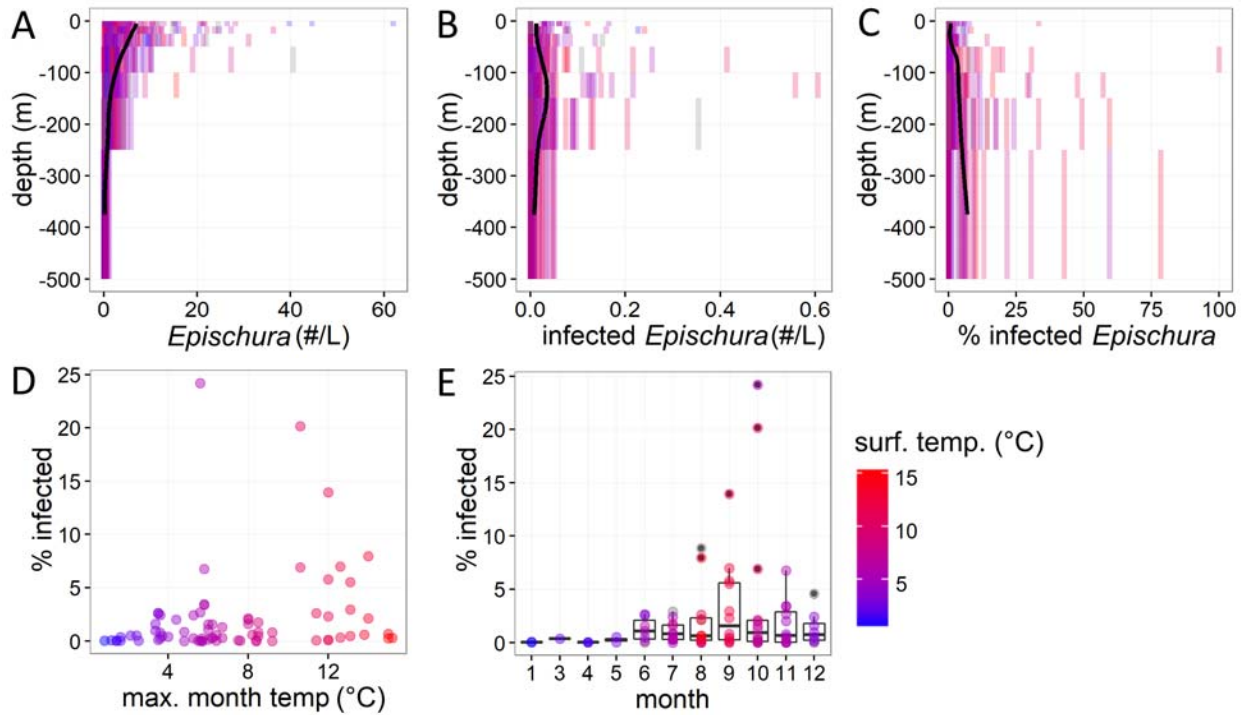 A
0
-100
-200
-300
-400
-500
depth (m)
0 20 40 60
Epischura (#/L)
B
0
-100
-200
-300
-400
-500
depth (m)
0.0 0.2 0.4 0.6
infected Epischura (#/L)
C
0
-100
-200
-300
-400
-500
depth (m)
0 25 50 75 100
% infected Epischura
D
25
20
15
10
5
0
% infected
4 8 12
max. month temp (°C)
E
25
20
15
10
5
0
% infected
1 3 4 5 6 7 8 9 10 11 12
month
surf. temp. (°C)
15
10
5